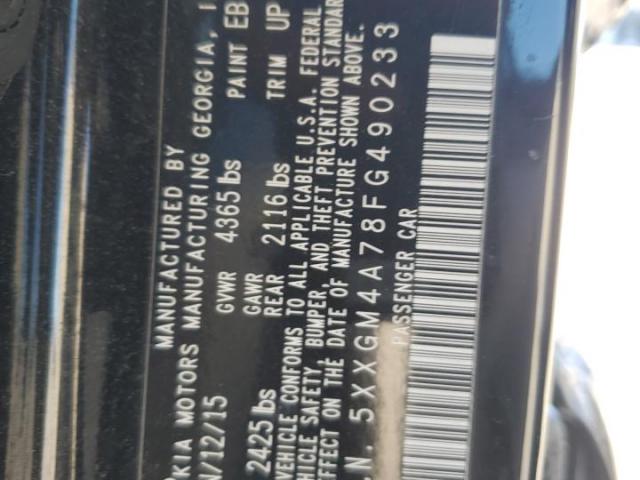 MANUFACTURED BY
KIA MOTORS MANUFACTURING GEORGIA, I
/12/15 GVWR 4365 lbs PAINT EB
2425 lbs GAWR REAR 2116 lbs TRIM UP
VEHICLE CONFORMS TO ALL APPLICABLE U.S.A. FEDERAL
HICLE SAFETY, BUMPER, AND THEFT PREVENTION STANDAR
EFFECT ON THE DATE OF MANUFACTURE SHOWN ABOVE.
.N. 5XXGM4A78FG490233
PASSENGER CAR